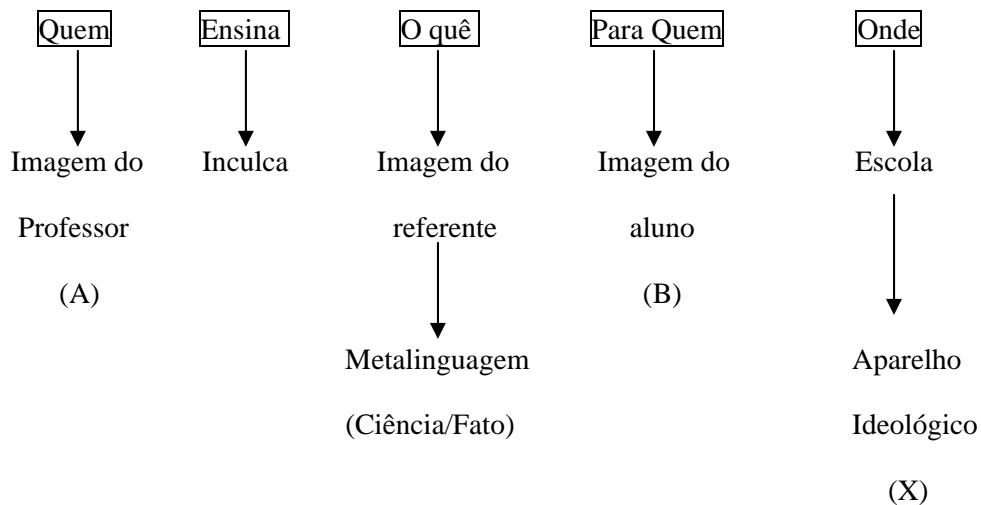 Quem Ensina O quê Para Quem Onde
Imagem do Inculca Imagem do Imagem do Escola
Professor referente aluno
(A) (B)
Metalinguagem Aparelho
(Ciência/Fato) Ideológico
(X)